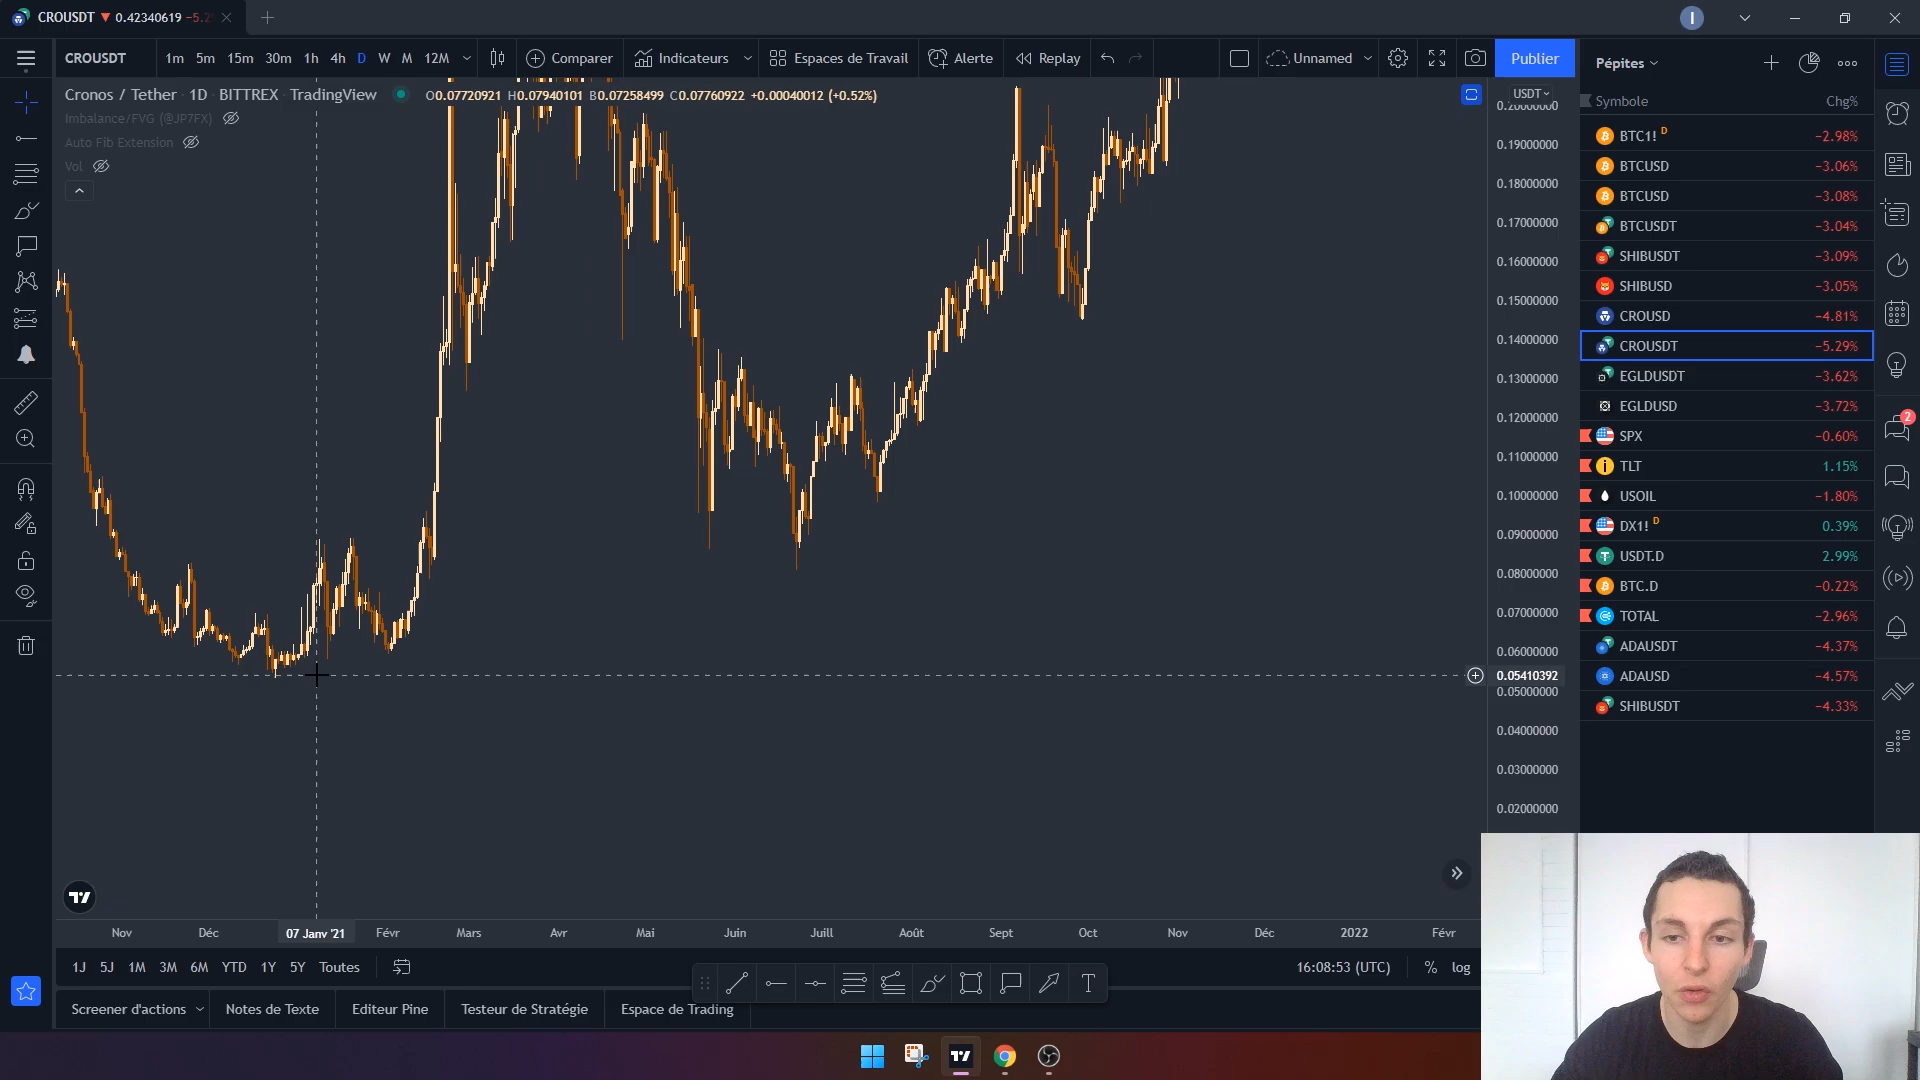 CROUSDT ▼ 0.42340619 −5.2
CROUSDT 1m 5m 15m 30m 1h 4h D W M 12M Comparer Indicateurs Espaces de Travail Alerte Replay Unnamed Publier
Cronos / Tether · 1D · BITTREX · TradingView O0.07720921 H0.07940101 B0.07258499 C0.07760922 +0.00040012 (+0.52%)
Imbalance/FVG (@JP7FX)
Auto Fib Extension
Vol
USDT
0.20000000
0.19000000
0.18000000
0.17000000
0.16000000
0.15000000
0.14000000
0.13000000
0.12000000
0.11000000
0.10000000
0.09000000
0.08000000
0.07000000
0.06000000
0.05410392
0.05000000
0.04000000
0.03000000
0.02000000
Nov Déc 07 Janv '21 Févr Mars Avr Mai Juin Juill Août Sept Oct Nov Déc 2022 Févr
1J 5J 1M 3M 6M YTD 1Y 5Y Toutes 16:08:53 (UTC) % log
Screener d'actions Notes de Texte Editeur Pine Testeur de Stratégie Espace de Trading
Pépites
Symbole Chg%
BTC1! D −2.98%
BTCUSD −3.06%
BTCUSD −3.08%
BTCUSDT −3.04%
SHIBUSDT −3.09%
SHIBUSD −3.05%
CROUSD −4.81%
CROUSDT −5.29%
EGLDUSDT −3.62%
EGLDUSD −3.72%
SPX −0.60%
TLT 1.15%
USOIL −1.80%
DX1! D 0.39%
USDT.D 2.99%
BTC.D −0.22%
TOTAL −2.96%
ADAUSDT −4.37%
ADAUSD −4.57%
SHIBUSDT −4.33%
I
2
T